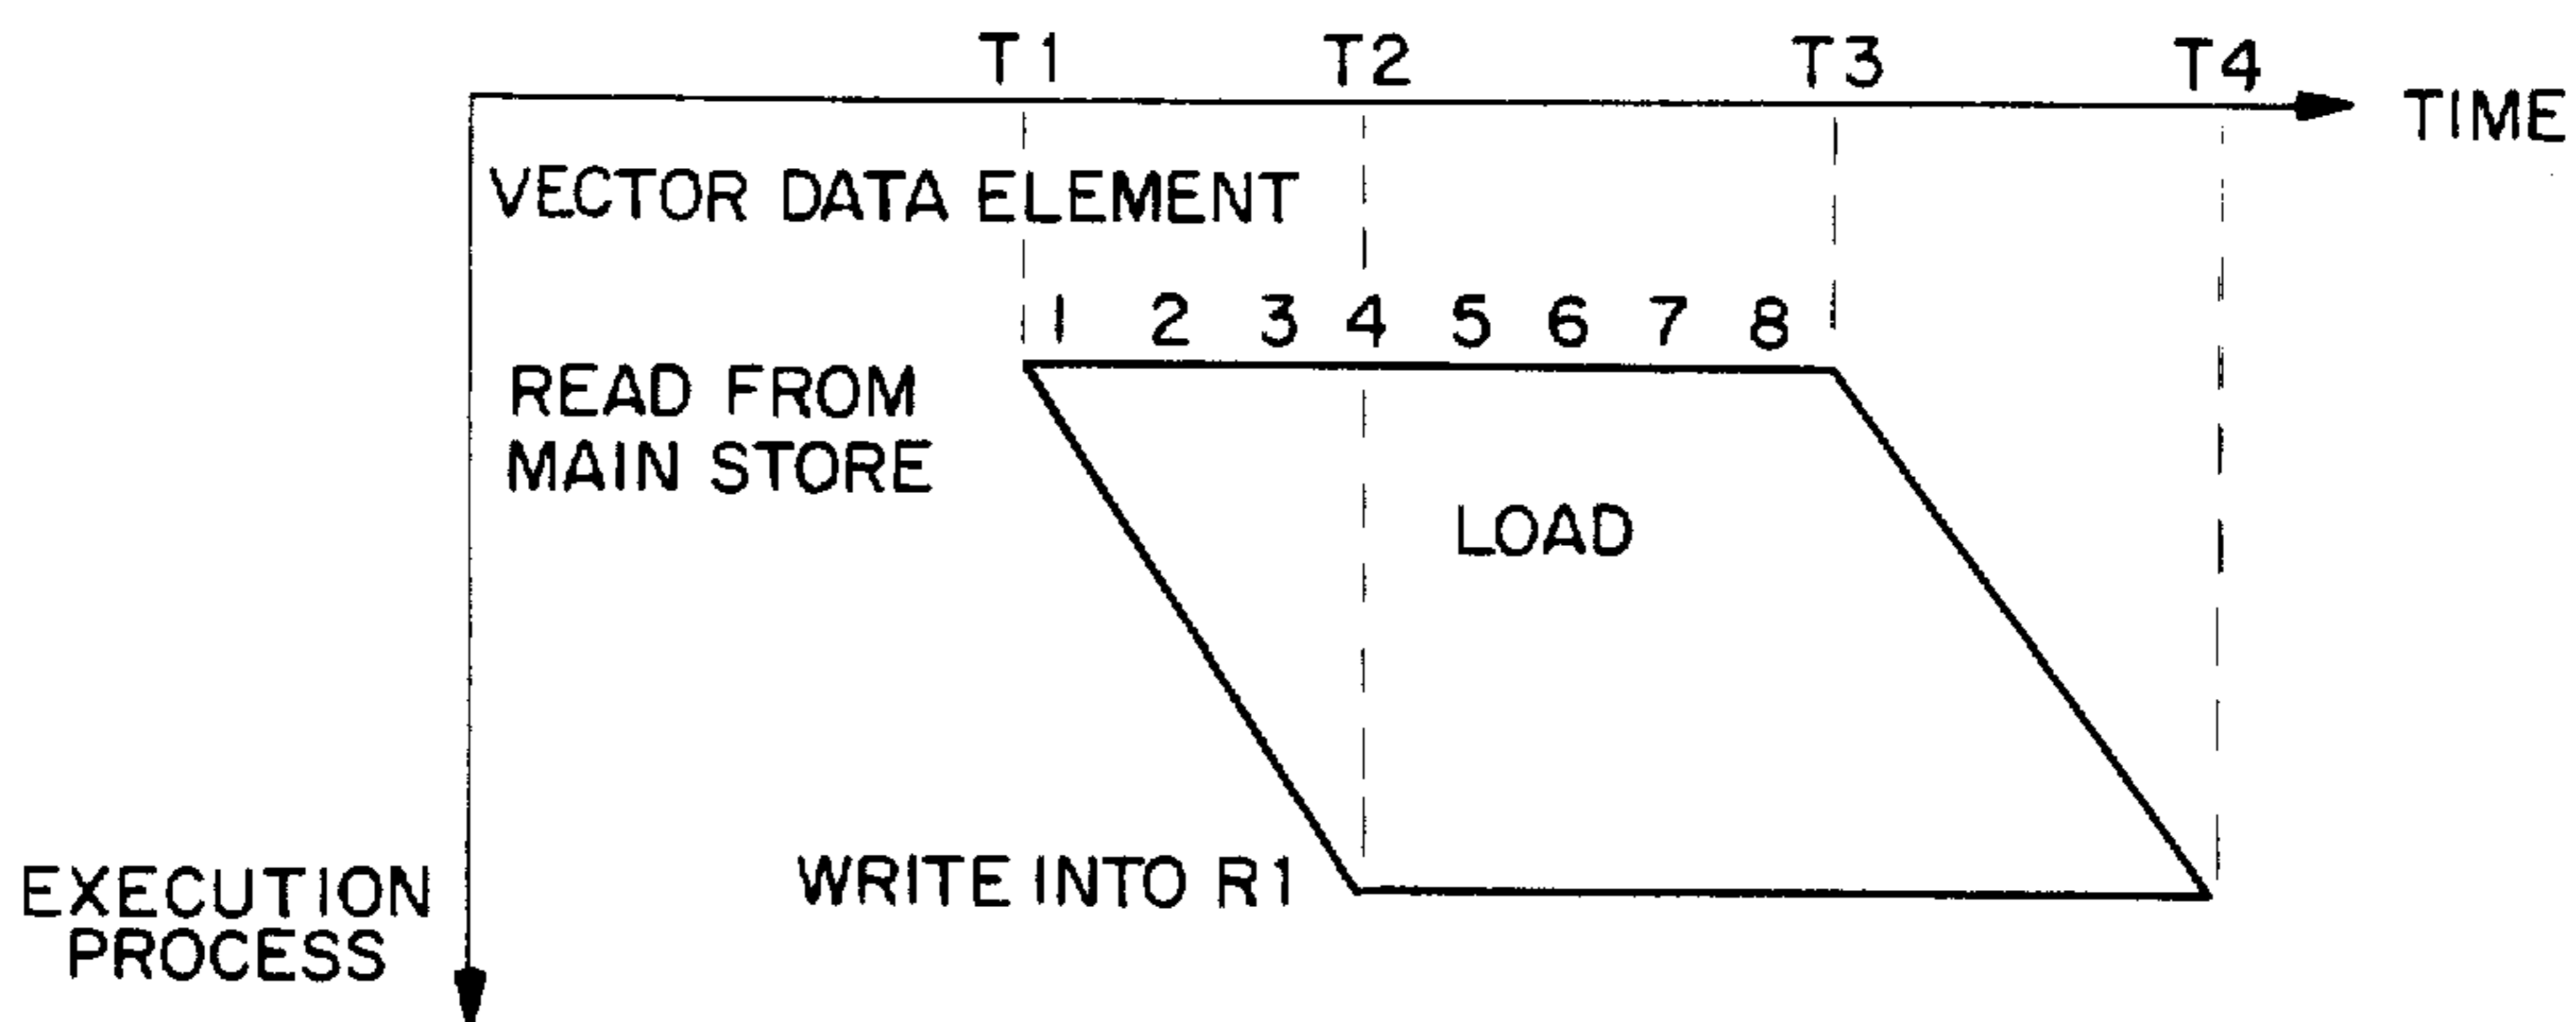 T1 T2 T3 T4
TIME
VECTOR DATA ELEMENT
1 2 3 4 5 6 7 8
READ FROM
MAIN STORE
LOAD
WRITE INTO R1
EXECUTION
PROCESS